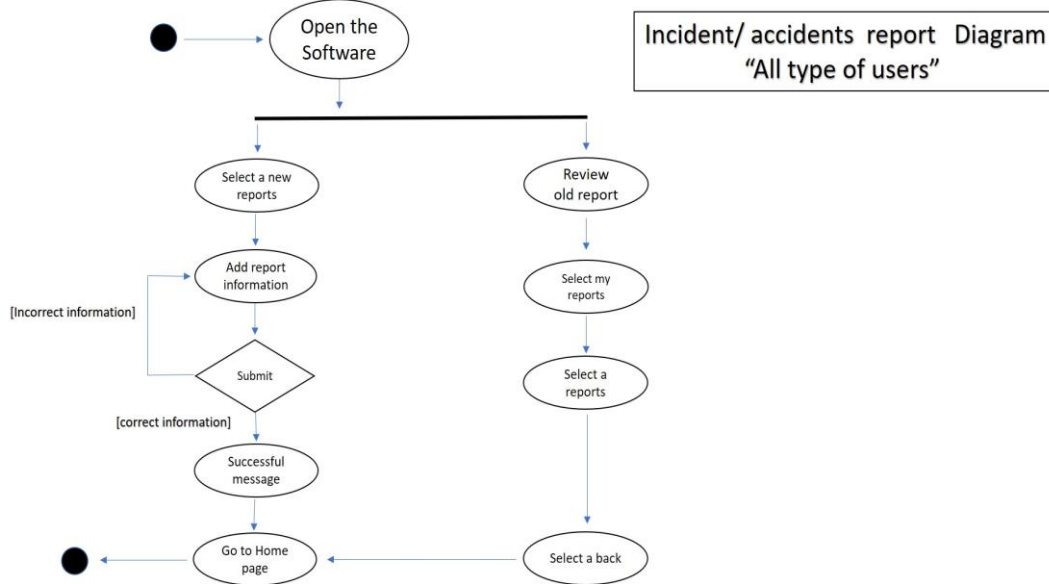 Open the
Software
Incident/ accidents report Diagram
“All type of users”
Select a new
reports
Review
old report
Add report
information
Select my
reports
[Incorrect information]
Submit
Select a
reports
[correct information]
Successful
message
Go to Home
page
Select a back